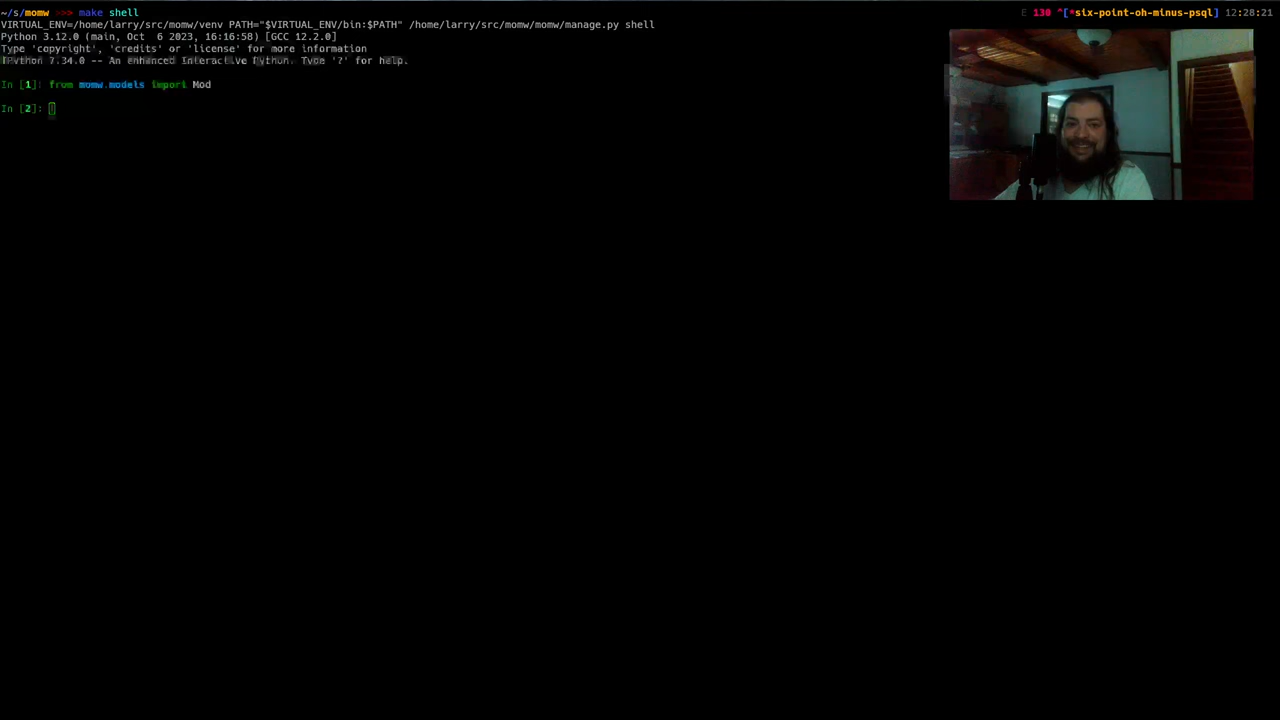 ~/s/momw >>> make shell E 130 ^[*six-point-oh-minus-psql] 12:28:21
VIRTUAL_ENV=/home/larry/src/momw/venv PATH="$VIRTUAL_ENV/bin:$PATH" /home/larry/src/momw/momw/manage.py shell
Python 3.12.0 (main, Oct  6 2023, 16:16:58) [GCC 12.2.0]
Type 'copyright', 'credits' or 'license' for more information
IPython 7.34.0 -- An enhanced Interactive Python. Type '?' for help.
In [1]: from momw.models import Mod
In [2]: